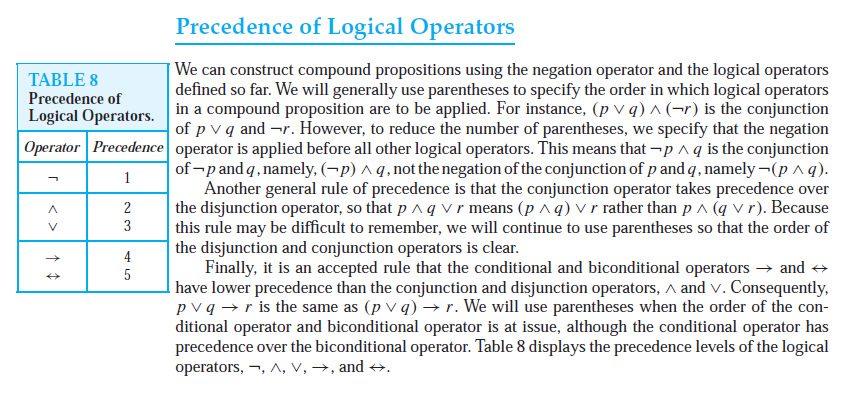 Precedence of Logical Operators
TABLE 8
Precedence of
Logical Operators.
Operator Precedence
¬ 1
∧ 2
∨ 3
→ 4
↔ 5
We can construct compound propositions using the negation operator and the logical operators
defined so far. We will generally use parentheses to specify the order in which logical operators
in a compound proposition are to be applied. For instance, (p ∨ q) ∧ (¬r) is the conjunction
of p ∨ q and ¬r. However, to reduce the number of parentheses, we specify that the negation
operator is applied before all other logical operators. This means that ¬p ∧ q is the conjunction
of ¬p and q, namely, (¬p) ∧ q, not the negation of the conjunction of p and q, namely ¬(p ∧ q).
Another general rule of precedence is that the conjunction operator takes precedence over
the disjunction operator, so that p ∧ q ∨ r means (p ∧ q) ∨ r rather than p ∧ (q ∨ r). Because
this rule may be difficult to remember, we will continue to use parentheses so that the order of
the disjunction and conjunction operators is clear.
Finally, it is an accepted rule that the conditional and biconditional operators → and ↔
have lower precedence than the conjunction and disjunction operators, ∧ and ∨. Consequently,
p ∨ q → r is the same as (p ∨ q) → r. We will use parentheses when the order of the con-
ditional operator and biconditional operator is at issue, although the conditional operator has
precedence over the biconditional operator. Table 8 displays the precedence levels of the logical
operators, ¬, ∧, ∨, →, and ↔.